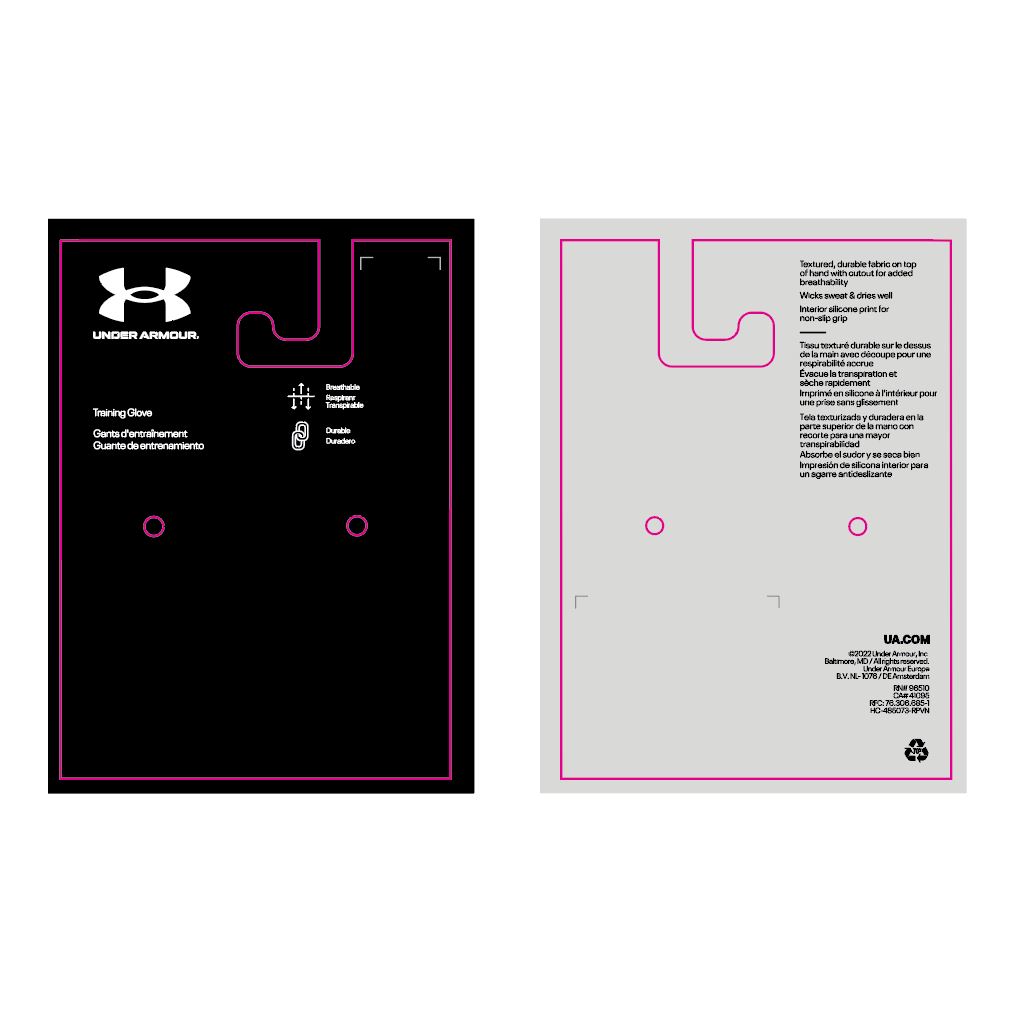 UNDER ARMOUR
Training Glove
Gants d'entraînement
Guante de entrenamiento
Breathable
Respirant
Transpirable
Durable
Duradero
Textured, durable fabric on top
of hand with cutout for added
breathability
Wicks sweat & dries well
Interior silicone print for
non-slip grip
Tissu texturé durable sur le dessus
de la main avec découpe pour une
respirabilité accrue
Évacue la transpiration et
sèche rapidement
Imprimé en silicone à l'intérieur pour
une prise sans glissement
Tela texturizada y duradera en la
parte superior de la mano con
recorte para una mayor
transpirabilidad
Absorbe el sudor y se seca bien
Impresión de silicona interior para
un agarre antideslizante
UA.COM
©2022 Under Armour, Inc.
Baltimore, MD / All rights reserved.
Under Armour Europe
B.V. NL- 1076 / DE Amsterdam
RN# 96510
CA# 41095
RFC: 76.306.685-1
HC-485073-RPVN